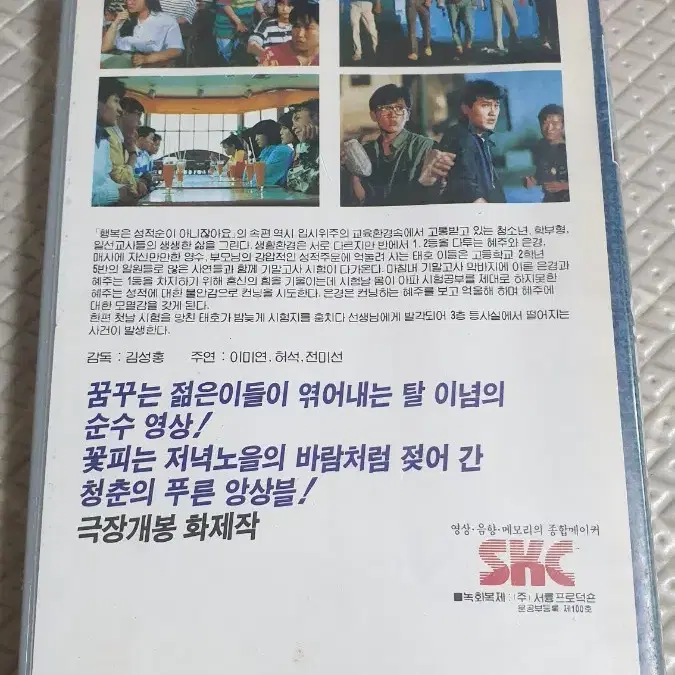 「행복은 성적순이 아니잖아요」의 속편 역시 입시위주의 교육환경속에서 고통받고 있는 청소년, 학부형,
일선교사들의 생생한 삶을 그린다. 생활환경은 서로 다르지만 반에서 1, 2등을 다투는 혜주와 은경,
매사에 자신만만한 양수, 부모님의 강압적인 성적주문에 억눌려 사는 태호 이들은 고등학교 2학년
5반의 일원들로 많은 사연들과 함께 기말고사 시험이 다가온다. 마침내 기말고사 막바지에 이른 은경과
혜주는 1등을 차지하기 위해 혼신의 힘을 기울이는데 시험날 몸이 아파 시험공부를 제대로 하지못한
혜주는 성적에 대한 불안감으로 컨닝을 시도한다. 은경은 컨닝하는 혜주를 보고 억울해 하며 혜주에
대한 모멸감을 갖게 된다.
한편 첫날 시험을 망친 태호가 밤늦게 시험지를 훔치다 선생님에게 발각되어 3층 등사실에서 떨어지는
사건이 발생한다.
감독 : 김성홍 주연 : 이미연, 허석, 전미선
꿈꾸는 젊은이들이 엮어내는 탈 이념의
순수 영상!
꽃피는 저녁노을의 바람처럼 젖어 간
청춘의 푸른 앙상블!
극장개봉 화제작
영상·음향·메모리의 종합메이커
SKC
■녹화복제 : (주) 서륭프로덕숀
문공부등록 제100호